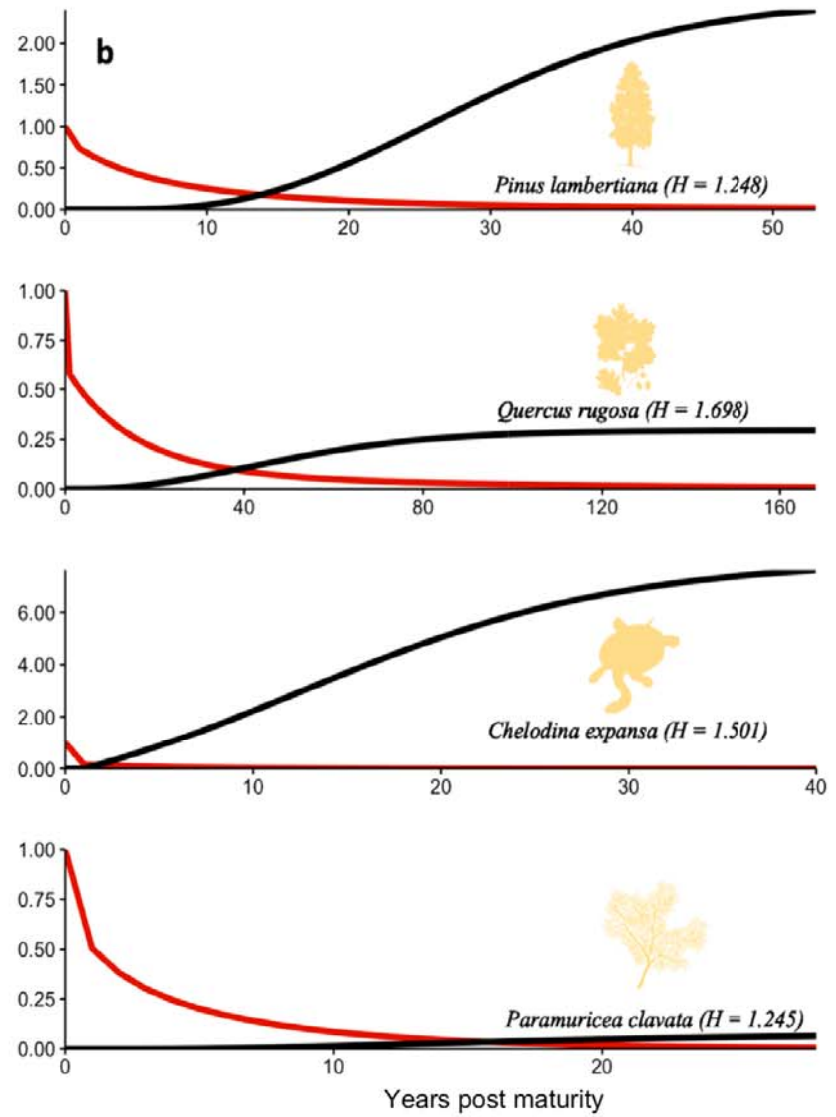 b
2.00
1.50
1.00
0.50
0.00
Pinus lambertiana (H = 1.248)
0 10 20 30 40 50
1.00
0.75
0.50
0.25
0.00
Quercus rugosa (H = 1.698)
0 40 80 120 160
6.00
4.00
2.00
0.00
Chelodina expansa (H = 1.501)
0 10 20 30 40
1.00
0.75
0.50
0.25
0.00
Paramuricea clavata (H = 1.245)
0 10 20
Years post maturity